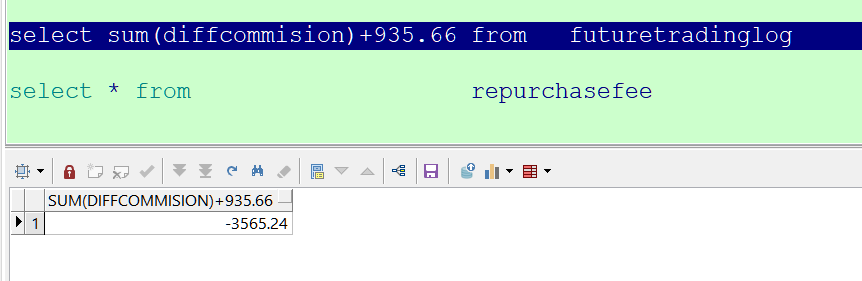 select sum(diffcommision)+935.66 from   futuretradinglog
select * from                    repurchasefee
SUM(DIFFCOMMISION)+935.66
1 -3565.24